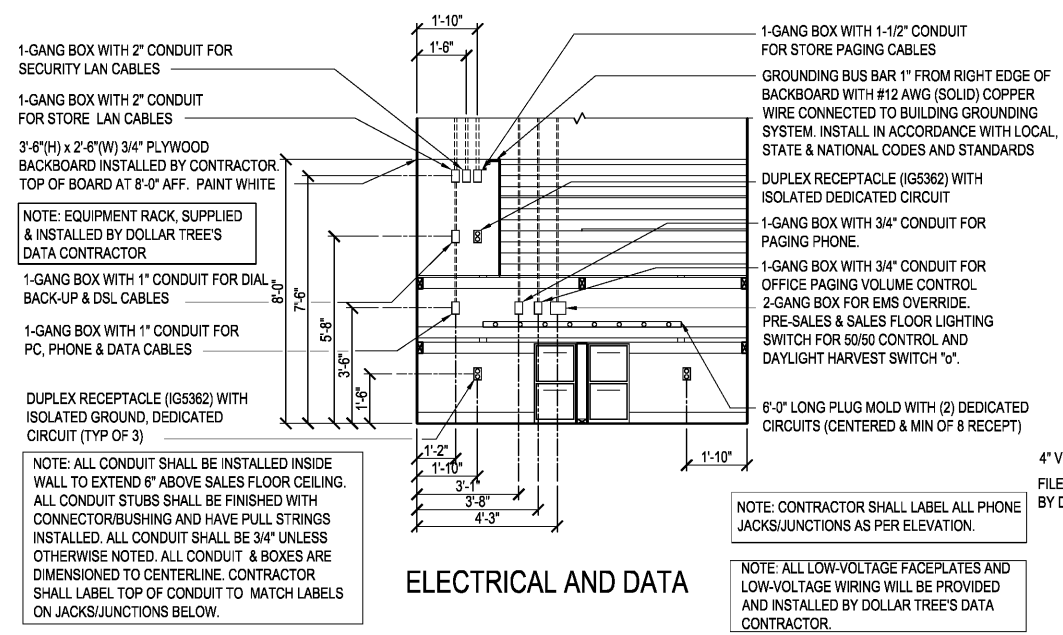 1'-10"
1'-6"
1-GANG BOX WITH 2" CONDUIT FOR
SECURITY LAN CABLES
1-GANG BOX WITH 2" CONDUIT
FOR STORE LAN CABLES
3'-6"(H) x 2'-6"(W) 3/4" PLYWOOD
BACKBOARD INSTALLED BY CONTRACTOR.
TOP OF BOARD AT 8'-0" AFF. PAINT WHITE
NOTE: EQUIPMENT RACK, SUPPLIED
& INSTALLED BY DOLLAR TREE'S
DATA CONTRACTOR
1-GANG BOX WITH 1" CONDUIT FOR DIAL
BACK-UP & DSL CABLES
1-GANG BOX WITH 1" CONDUIT FOR
PC, PHONE & DATA CABLES
DUPLEX RECEPTACLE (IG5362) WITH
ISOLATED GROUND, DEDICATED
CIRCUIT (TYP OF 3)
8'-0"
7'-6"
5'-8"
3'-6"
1'-6"
1-GANG BOX WITH 1-1/2" CONDUIT
FOR STORE PAGING CABLES
GROUNDING BUS BAR 1" FROM RIGHT EDGE OF
BACKBOARD WITH #12 AWG (SOLID) COPPER
WIRE CONNECTED TO BUILDING GROUNDING
SYSTEM. INSTALL IN ACCORDANCE WITH LOCAL,
STATE & NATIONAL CODES AND STANDARDS
DUPLEX RECEPTACLE (IG5362) WITH
ISOLATED DEDICATED CIRCUIT
1-GANG BOX WITH 3/4" CONDUIT FOR
PAGING PHONE.
1-GANG BOX WITH 3/4" CONDUIT FOR
OFFICE PAGING VOLUME CONTROL
2-GANG BOX FOR EMS OVERRIDE.
PRE-SALES & SALES FLOOR LIGHTING
SWITCH FOR 50/50 CONTROL AND
DAYLIGHT HARVEST SWITCH "o".
6'-0" LONG PLUG MOLD WITH (2) DEDICATED
CIRCUITS (CENTERED & MIN OF 8 RECEPT)
1'-2"
1'-10"
3'-1"
3'-8"
4'-3"
1'-10"
NOTE: ALL CONDUIT SHALL BE INSTALLED INSIDE
WALL TO EXTEND 6" ABOVE SALES FLOOR CEILING.
ALL CONDUIT STUBS SHALL BE FINISHED WITH
CONNECTOR/BUSHING AND HAVE PULL STRINGS
INSTALLED. ALL CONDUIT SHALL BE 3/4" UNLESS
OTHERWISE NOTED. ALL CONDUIT & BOXES ARE
DIMENSIONED TO CENTERLINE. CONTRACTOR
SHALL LABEL TOP OF CONDUIT TO MATCH LABELS
ON JACKS/JUNCTIONS BELOW.
ELECTRICAL AND DATA
NOTE: CONTRACTOR SHALL LABEL ALL PHONE
JACKS/JUNCTIONS AS PER ELEVATION.
NOTE: ALL LOW-VOLTAGE FACEPLATES AND
LOW-VOLTAGE WIRING WILL BE PROVIDED
AND INSTALLED BY DOLLAR TREE'S DATA
CONTRACTOR.
4" V
FILE
BY D